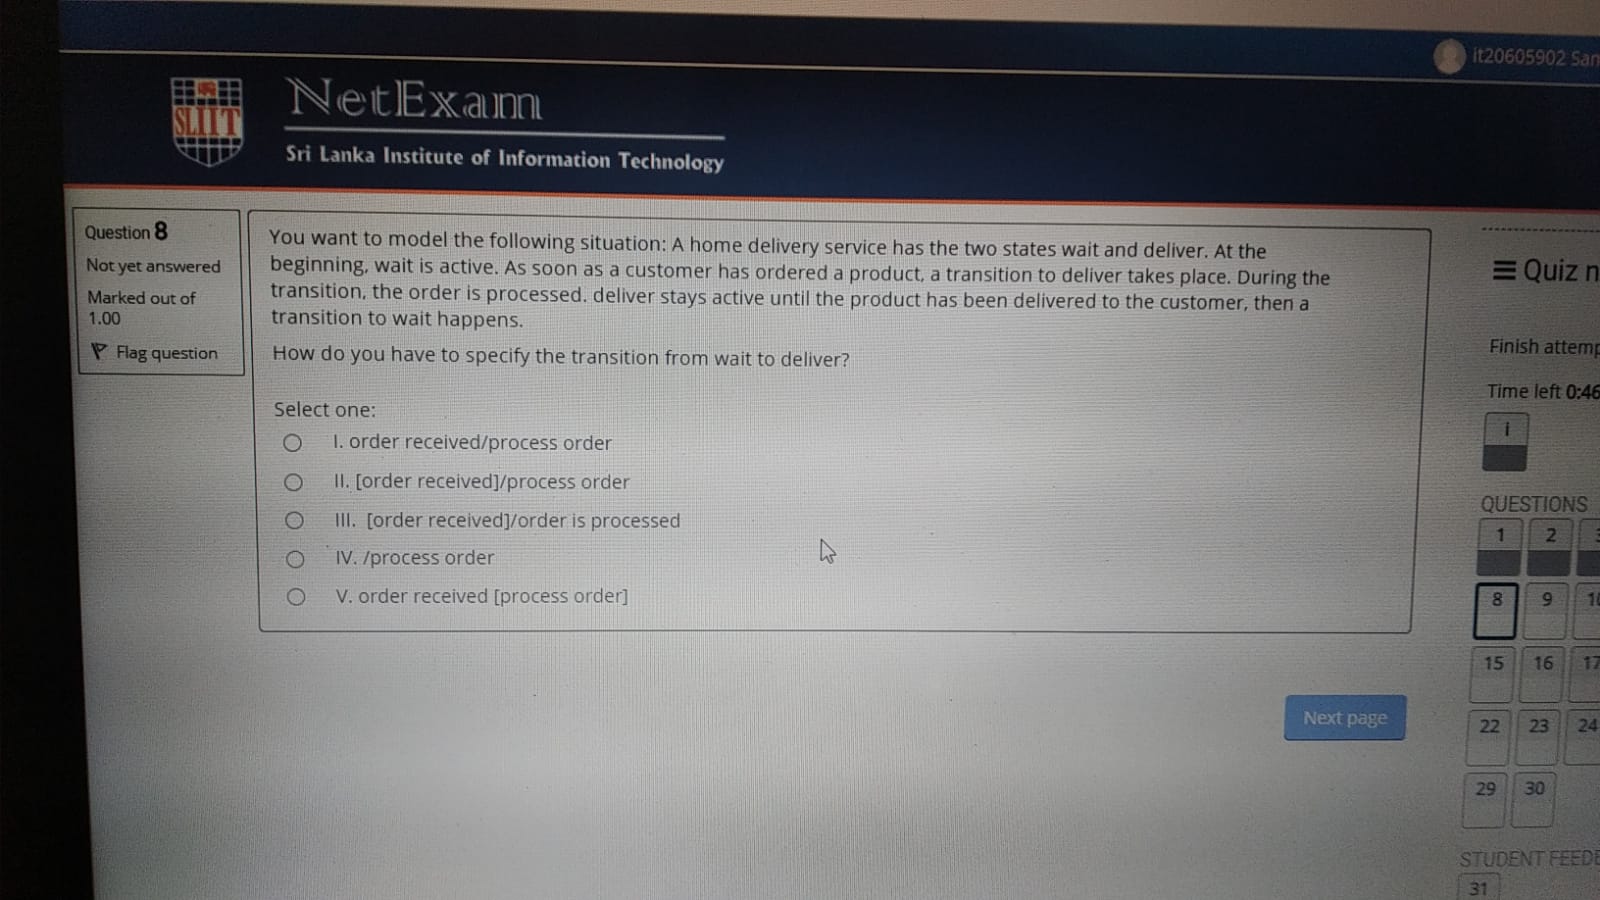 it20605902 San
SLIIT
NetExam
Sri Lanka Institute of Information Technology
Question 8
Not yet answered
Marked out of
1.00
Flag question
You want to model the following situation: A home delivery service has the two states wait and deliver. At the
beginning, wait is active. As soon as a customer has ordered a product, a transition to deliver takes place. During the
transition, the order is processed. deliver stays active until the product has been delivered to the customer, then a
transition to wait happens.
How do you have to specify the transition from wait to deliver?
Select one:
I. order received/process order
II. [order received]/process order
III. [order received]/order is processed
IV. /process order
V. order received [process order]
Next page
Quiz n
Finish attemp
Time left 0:46
i
QUESTIONS
1 2 3
8 9 10
15 16 17
22 23 24
29 30
STUDENT FEEDB
31